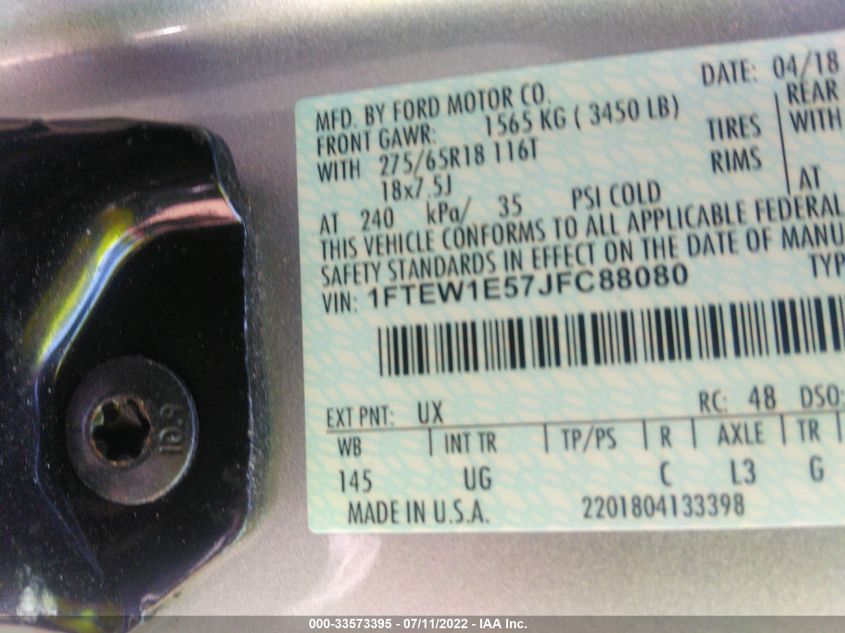 MFD. BY FORD MOTOR CO. DATE: 04/18
FRONT GAWR: 1565 KG ( 3450 LB) REAR
WITH 275/65R18 116T TIRES WITH
18x7.5J RIMS
AT 240 kPa/ 35 PSI COLD AT
THIS VEHICLE CONFORMS TO ALL APPLICABLE FEDERAL
SAFETY STANDARDS IN EFFECT ON THE DATE OF MANU
VIN: 1FTEW1E57JFC88080 TYP
EXT PNT: UX RC: 48 DSO:
WB INT TR TP/PS R AXLE TR
145 UG C L3 G
MADE IN U.S.A. 2201804133398
10.9
000-33573395 - 07/11/2022 - IAA Inc.